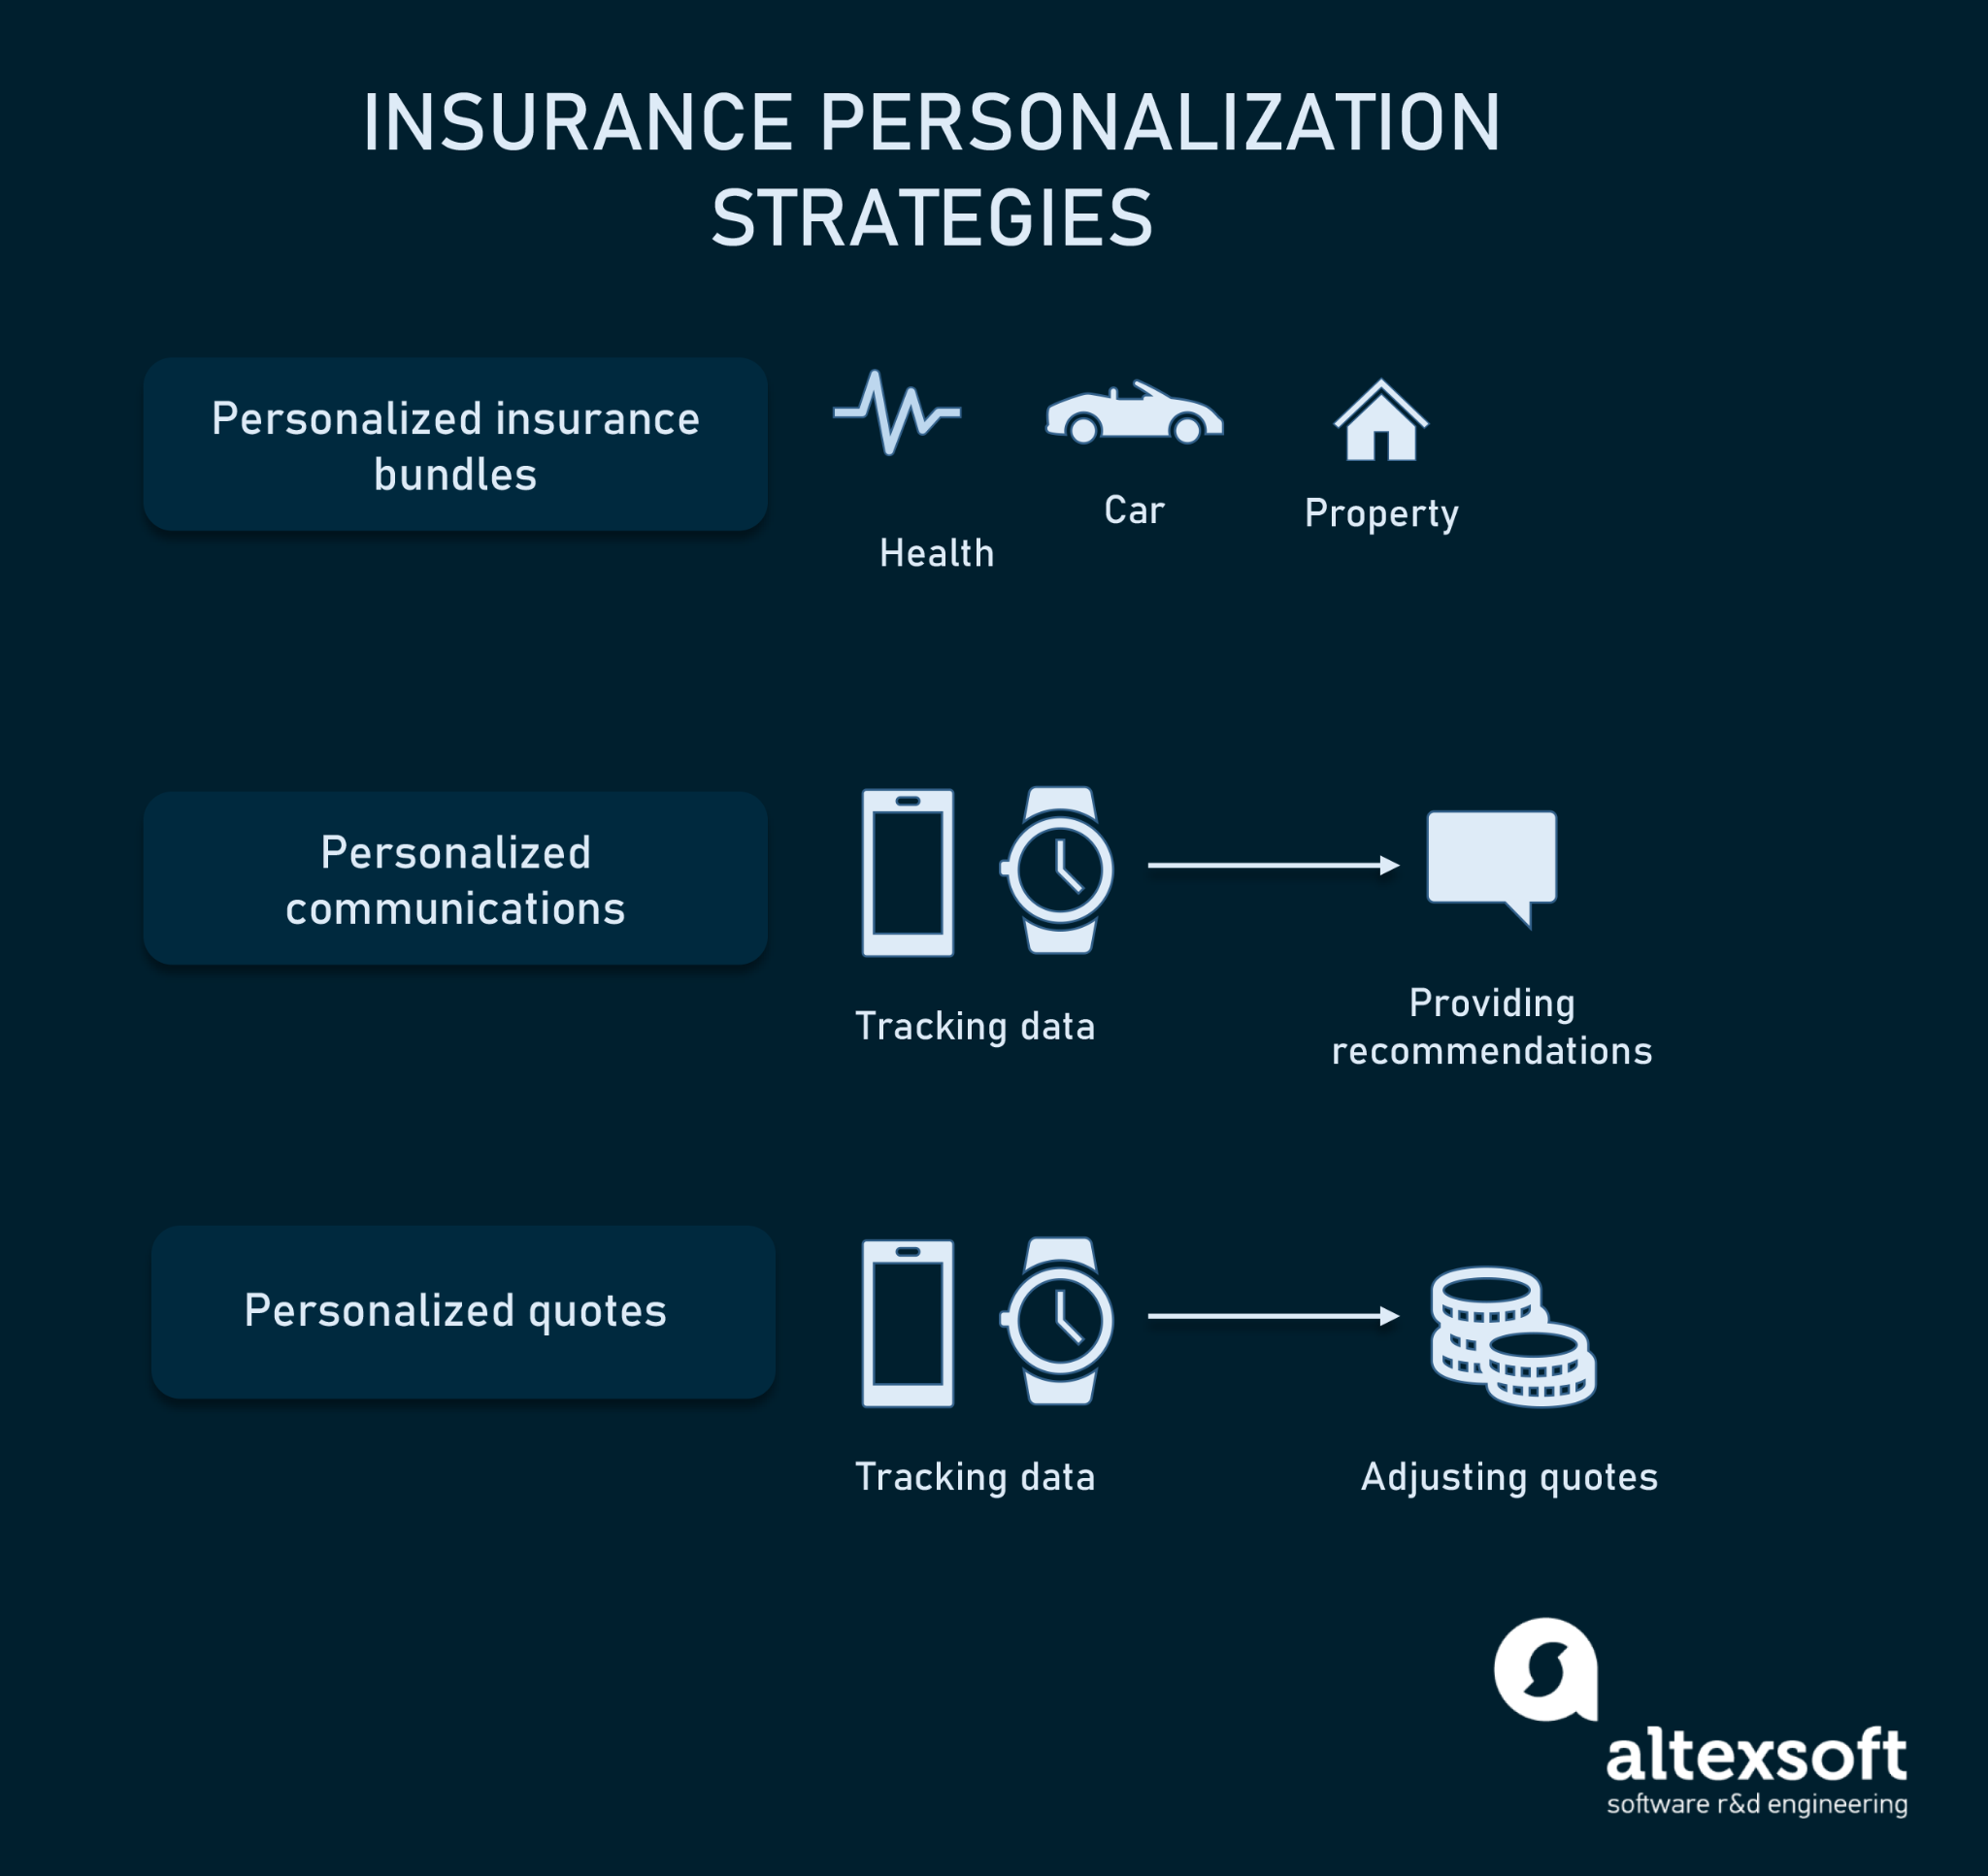 INSURANCE PERSONALIZATION
STRATEGIES
Personalized insurance
bundles
Health
Car
Property
Personalized
communications
Tracking data
Providing
recommendations
Personalized quotes
Tracking data
Adjusting quotes
altexsoft
software r&d engineering